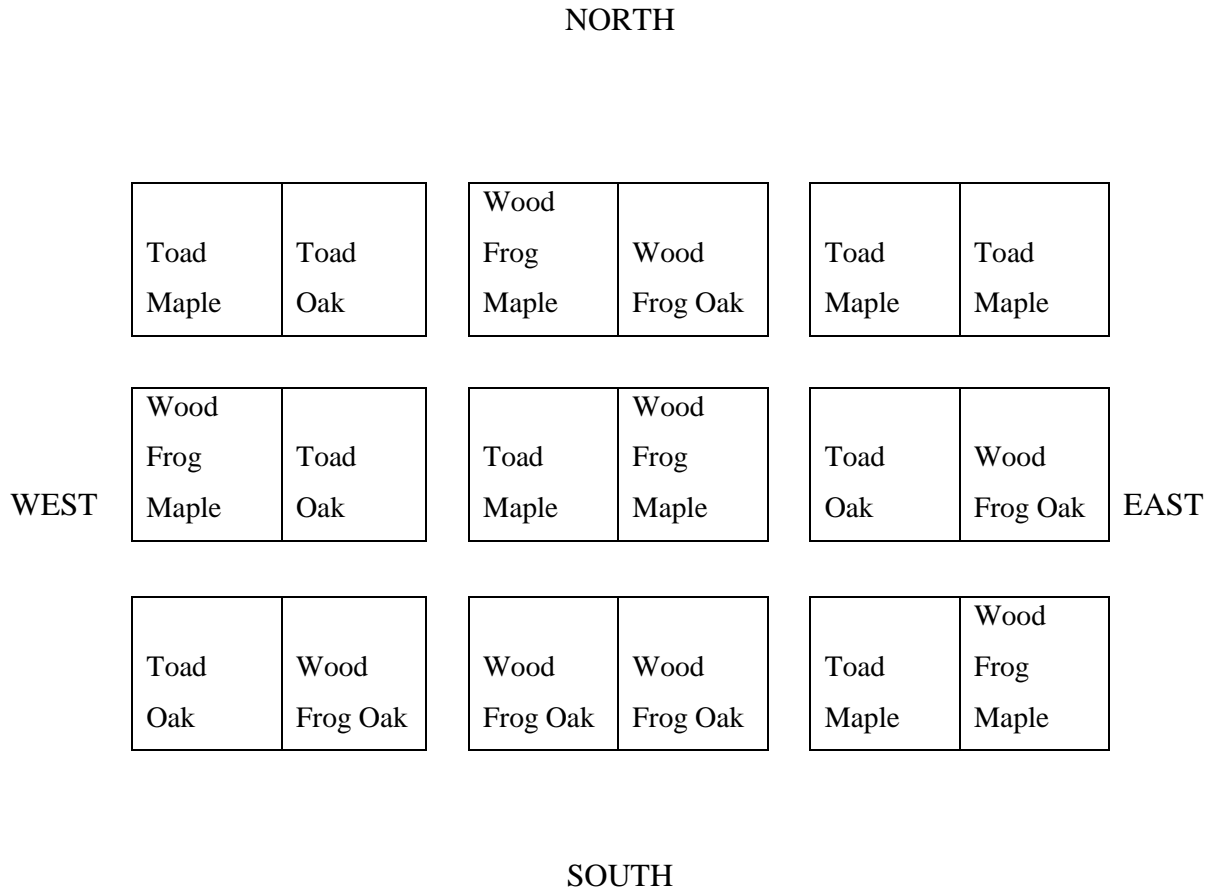 NORTH
Wood
Toad Toad Frog Wood Toad Toad
Maple Oak Maple Frog Oak Maple Maple
Wood Wood
Frog Toad Toad Frog Toad Wood
WEST Maple Oak Maple Maple Oak Frog Oak EAST
Wood
Toad Wood Wood Wood Toad Frog
Oak Frog Oak Frog Oak Frog Oak Maple Maple
SOUTH